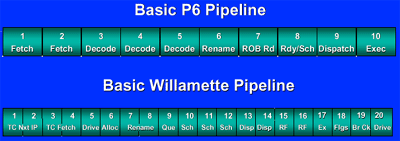 Basic P6 Pipeline
1 2 3 4 5 6 7 8 9 10
Fetch Fetch Decode Decode Decode Rename ROB Rd Rdy/Sch Dispatch Exec
Basic Willamette Pipeline
1 2 3 4 5 6 7 8 9 10 11 12 13 14 15 16 17 18 19 20
TC Nxt IP TC Fetch Drive Alloc Rename Que Sch Sch Sch Disp Disp RF RF Ex Flgs Br Ck Drive